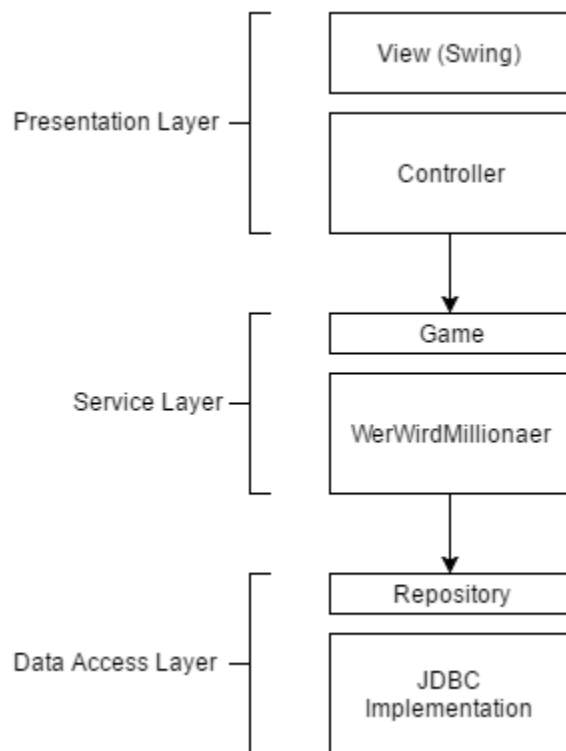 View (Swing)
Presentation Layer
Controller
Game
Service Layer
WerWirdMillionaer
Repository
Data Access Layer
JDBC
Implementation